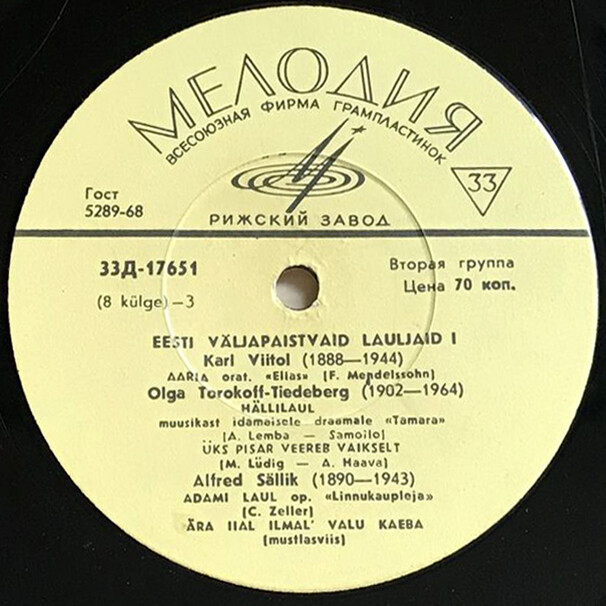 МЕЛОДИЯ
ВСЕСОЮЗНАЯ ФИРМА ГРАМПЛАСТИНОК
33
Гост
5289-68
РИЖСКИЙ ЗАВОД
33Д-17651
(8 külge)-3
Вторая группа
Цена 70 коп.
EESTI VÄLJAPAISTVAID LAULJAID I
Karl Viitol (1888—1944)
AARIA orat. «Elias» (F. Mendelssohn)
Olga Torokoff-Tiedeberg (1902—1964)
HÄLLILAUL
muusikast idamaisele draamale «Tamara»
(A. Lemba — Samoilo)
ÜKS PISAR VEEREB VAIKSELT
(M. Lüdig — A. Haava)
Alfred Sällik (1890—1943)
ADAMI LAUL op. «Linnukaupleja»
(C. Zeller)
ÄRA IIAL ILMAL' VALU KAEBA
(mustlasviis)